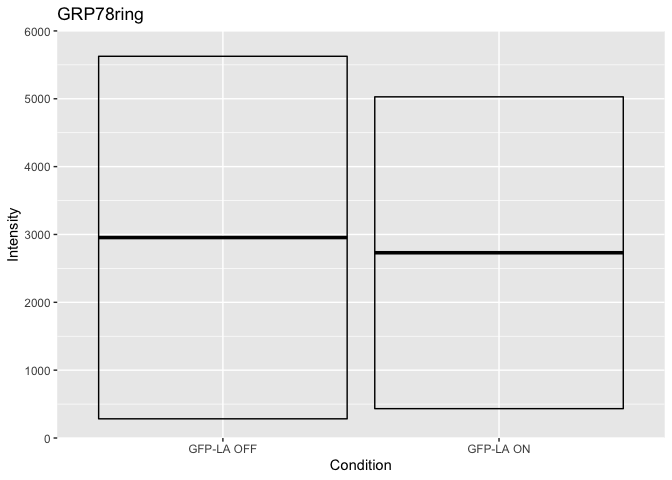 GRP78ring
6000
5000
4000
3000
2000
1000
0
Intensity
GFP-LA OFF
GFP-LA ON
Condition